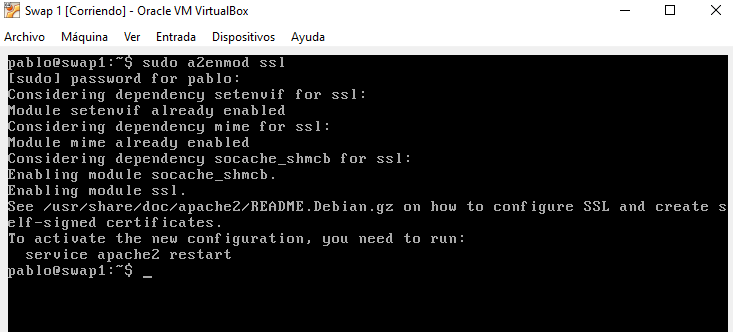 Swap 1 [Corriendo] - Oracle VM VirtualBox
Archivo Máquina Ver Entrada Dispositivos Ayuda
pablo@swap1:~$ sudo a2enmod ssl
[sudo] password for pablo:
Considering dependency setenvif for ssl:
Module setenvif already enabled
Considering dependency mime for ssl:
Module mime already enabled
Considering dependency socache_shmcb for ssl:
Enabling module socache_shmcb.
Enabling module ssl.
See /usr/share/doc/apache2/README.Debian.gz on how to configure SSL and create s
elf-signed certificates.
To activate the new configuration, you need to run:
  service apache2 restart
pablo@swap1:~$ _